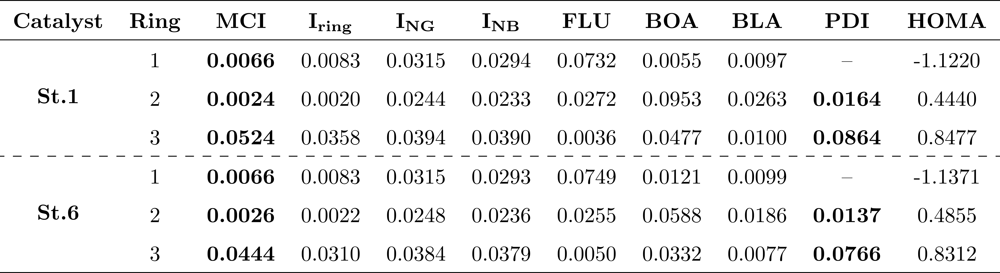 Catalyst Ring MCI I_ring I_NG I_NB FLU BOA BLA PDI HOMA
1 0.0066 0.0083 0.0315 0.0294 0.0732 0.0055 0.0097 – -1.1220
St.1 2 0.0024 0.0020 0.0244 0.0233 0.0272 0.0953 0.0263 0.0164 0.4440
3 0.0524 0.0358 0.0394 0.0390 0.0036 0.0477 0.0100 0.0864 0.8477
1 0.0066 0.0083 0.0315 0.0293 0.0749 0.0121 0.0099 – -1.1371
St.6 2 0.0026 0.0022 0.0248 0.0236 0.0255 0.0588 0.0186 0.0137 0.4855
3 0.0444 0.0310 0.0384 0.0379 0.0050 0.0332 0.0077 0.0766 0.8312